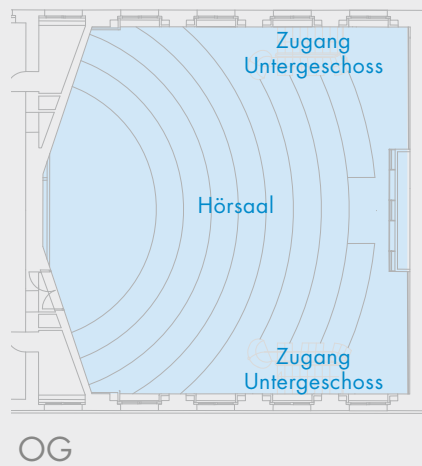 Zugang
Untergeschoss
Hörsaal
Zugang
Untergeschoss
OG